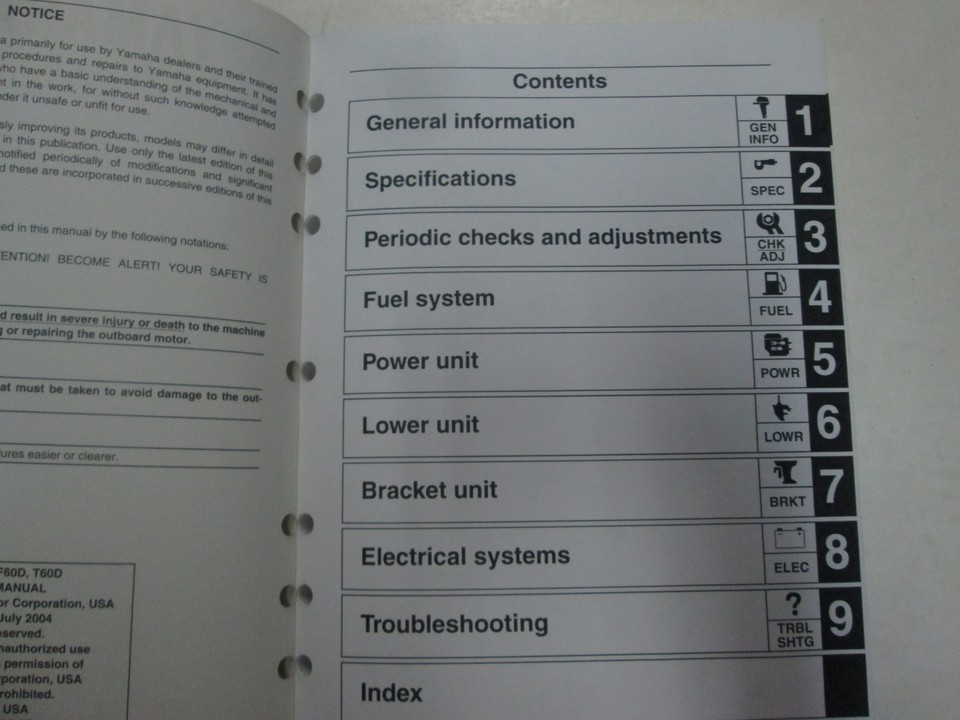 NOTICE
a primarily for use by Yamaha dealers and their trained
procedures and repairs to Yamaha equipment. It has
who have a basic understanding of the mechanical and
nt in the work, for without such knowledge attempted
der it unsafe or unfit for use.
sly improving its products, models may differ in detail
in this publication. Use only the latest edition of this
notified periodically of modifications and significant
d these are incorporated in successive editions of this
ed in this manual by the following notations:
ENTION! BECOME ALERT! YOUR SAFETY IS
d result in severe injury or death to the machine
g or repairing the outboard motor.
at must be taken to avoid damage to the out-
ures easier or clearer.
F60D, T60D
MANUAL
or Corporation, USA
July 2004
served.
nauthorized use
permission of
poration, USA
rohibited.
USA
Contents
General information
GEN
INFO
1
Specifications
SPEC
2
Periodic checks and adjustments
CHK
ADJ
3
Fuel system
FUEL
4
Power unit
POWR
5
Lower unit
LOWR
6
Bracket unit
BRKT
7
Electrical systems
ELEC
8
Troubleshooting
?
TRBL
SHTG
9
Index